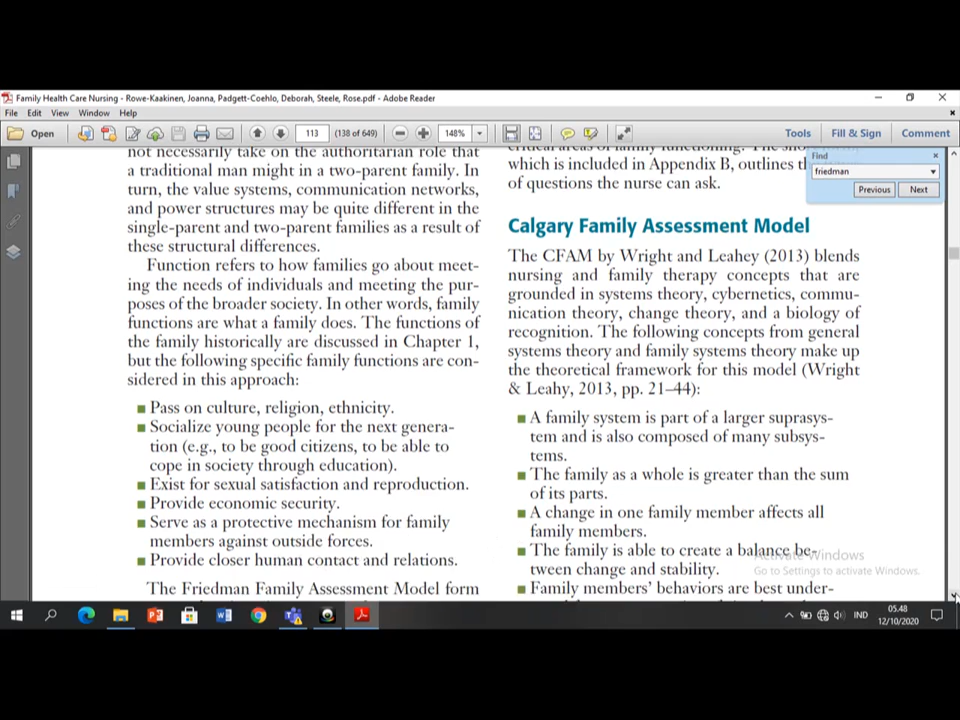 Family Health Care Nursing - Rowe-Kaakinen, Joanna, Padgett-Coehlo, Deborah, Steele, Rose.pdf - Adobe Reader
File Edit View Window Help
Open 113 (138 of 649) 148% Tools Fill & Sign Comment
Find
friedman
Previous Next
not necessarily take on the authoritarian role that
a traditional man might in a two-parent family. In
turn, the value systems, communication networks,
and power structures may be quite different in the
single-parent and two-parent families as a result of
these structural differences.
Function refers to how families go about meet-
ing the needs of individuals and meeting the pur-
poses of the broader society. In other words, family
functions are what a family does. The functions of
the family historically are discussed in Chapter 1,
but the following specific family functions are con-
sidered in this approach:
■ Pass on culture, religion, ethnicity.
■ Socialize young people for the next genera-
tion (e.g., to be good citizens, to be able to
cope in society through education).
■ Exist for sexual satisfaction and reproduction.
■ Provide economic security.
■ Serve as a protective mechanism for family
members against outside forces.
■ Provide closer human contact and relations.
The Friedman Family Assessment Model form
which is included in Appendix B, outlines th
of questions the nurse can ask.
Calgary Family Assessment Model
The CFAM by Wright and Leahey (2013) blends
nursing and family therapy concepts that are
grounded in systems theory, cybernetics, commu-
nication theory, change theory, and a biology of
recognition. The following concepts from general
systems theory and family systems theory make up
the theoretical framework for this model (Wright
& Leahy, 2013, pp. 21–44):
■ A family system is part of a larger suprasys-
tem and is also composed of many subsys-
tems.
■ The family as a whole is greater than the sum
of its parts.
■ A change in one family member affects all
family members.
■ The family is able to create a balance be-
tween change and stability.
■ Family members' behaviors are best under-
Activate Windows
Go to Settings to activate Windows.
IND
05.48
12/10/2020